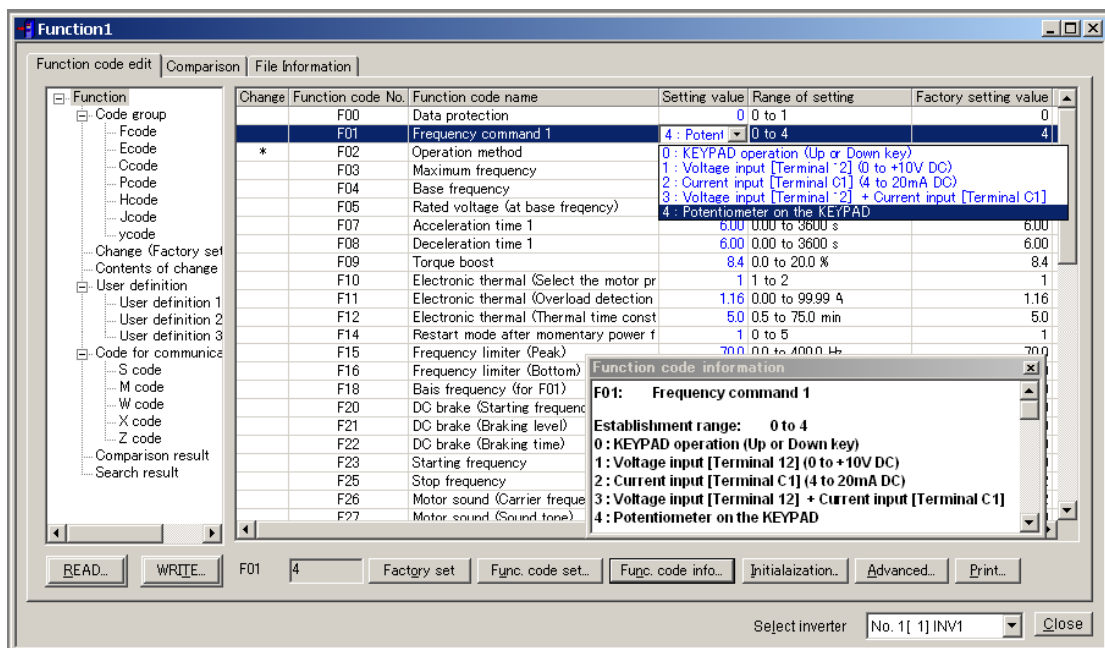 Function1
Function code edit Comparison File Information
Function
Code group
Fcode
Ecode
Ccode
Pcode
Hcode
Jcode
ycode
Change (Factory set
Contents of change
User definition
User definition 1
User definition 2
User definition 3
Code for communica
S code
M code
W code
X code
Z code
Comparison result
Search result
Change Function code No. Function code name Setting value Range of setting Factory setting value
F00 Data protection 0 0 to 1 0
F01 Frequency command 1 4 : Potent 0 to 4 4
* F02 Operation method
F03 Maximum frequency
F04 Base frequency
F05 Rated voltage (at base freqency)
0 : KEYPAD operation (Up or Down key)
1 : Voltage input [Terminal 12] (0 to +10V DC)
2 : Current input [Terminal C1] (4 to 20mA DC)
3 : Voltage input [Terminal 12] + Current input [Terminal C1]
4 : Potentiometer on the KEYPAD
F07 Acceleration time 1 6.00 0.00 to 3600 s 6.00
F08 Deceleration time 1 6.00 0.00 to 3600 s 6.00
F09 Torque boost 8.4 0.0 to 20.0 % 8.4
F10 Electronic thermal (Select the motor pr 1 1 to 2 1
F11 Electronic thermal (Overload detection 1.16 0.00 to 99.99 A 1.16
F12 Electronic thermal (Thermal time const 5.0 0.5 to 75.0 min 5.0
F14 Restart mode after momentary power f 1 0 to 5 1
F15 Frequency limiter (Peak) 70.0 0.0 to 400.0 Hz 70.0
F16 Frequency limiter (Bottom)
F18 Bais frequency (for F01)
F20 DC brake (Starting frequenc
F21 DC brake (Braking level)
F22 DC brake (Braking time)
F23 Starting frequency
F25 Stop frequency
F26 Motor sound (Carrier freque
F27 Motor sound (Sound tone)
Function code information
F01: Frequency command 1
Establishment range: 0 to 4
0 : KEYPAD operation (Up or Down key)
1 : Voltage input [Terminal 12] (0 to +10V DC)
2 : Current input [Terminal C1] (4 to 20mA DC)
3 : Voltage input [Terminal 12] + Current input [Terminal C1]
4 : Potentiometer on the KEYPAD
READ... WRITE... F01 4 Factory set Func. code set... Func. code info... Initialaization.. Advanced... Print...
Select inverter No. 1[ 1] INV1 Close